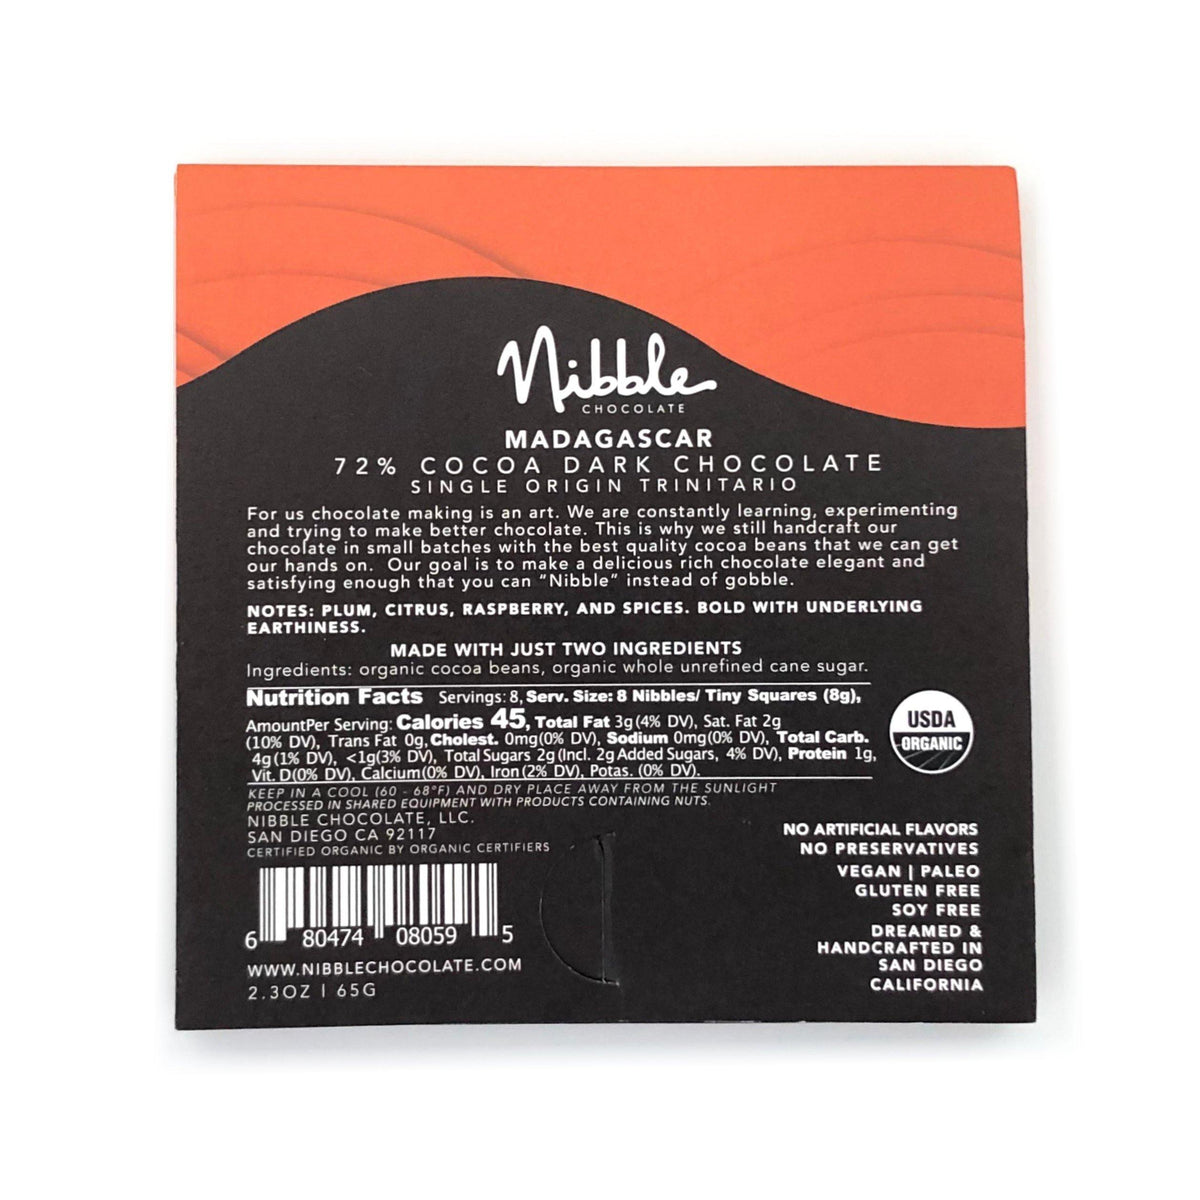 Nibble
CHOCOLATE
MADAGASCAR
72% COCOA DARK CHOCOLATE
SINGLE ORIGIN TRINITARIO
For us chocolate making is an art. We are constantly learning, experimenting
and trying to make better chocolate. This is why we still handcraft our
chocolate in small batches with the best quality cocoa beans that we can get
our hands on. Our goal is to make a delicious rich chocolate elegant and
satisfying enough that you can "Nibble" instead of gobble.
NOTES: PLUM, CITRUS, RASPBERRY, AND SPICES. BOLD WITH UNDERLYING
EARTHINESS.
MADE WITH JUST TWO INGREDIENTS
Ingredients: organic cocoa beans, organic whole unrefined cane sugar.
Nutrition Facts Servings: 8, Serv. Size: 8 Nibbles/ Tiny Squares (8g),
AmountPer Serving: Calories 45, Total Fat 3g (4% DV), Sat. Fat 2g
(10% DV), Trans Fat 0g, Cholest. 0mg(0% DV), Sodium 0mg(0% DV), Total Carb.
4g (1% DV), <1g(3% DV), Total Sugars 2g (Incl. 2g Added Sugars, 4% DV), Protein 1g,
Vit. D(0% DV), Calcium(0% DV), Iron (2% DV), Potas. (0% DV).
USDA
ORGANIC
KEEP IN A COOL (60 - 68°F) AND DRY PLACE AWAY FROM THE SUNLIGHT
PROCESSED IN SHARED EQUIPMENT WITH PRODUCTS CONTAINING NUTS.
NIBBLE CHOCOLATE, LLC.
SAN DIEGO CA 92117
CERTIFIED ORGANIC BY ORGANIC CERTIFIERS
6 80474 08059 5
WWW.NIBBLECHOCOLATE.COM
2.3OZ | 65G
NO ARTIFICIAL FLAVORS
NO PRESERVATIVES
VEGAN | PALEO
GLUTEN FREE
SOY FREE
DREAMED &
HANDCRAFTED IN
SAN DIEGO
CALIFORNIA